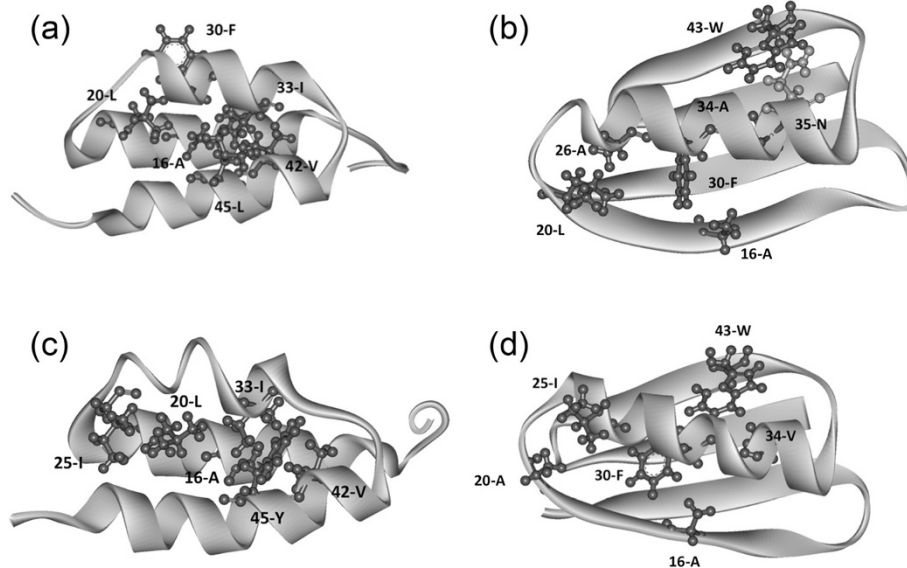 (a)
30-F
20-L
33-I
16-A
42-V
45-L
(b)
43-W
34-A
35-N
26-A
30-F
20-L
16-A
(c)
33-I
20-L
25-I
16-A
42-V
45-Y
(d)
43-W
25-I
34-V
20-A
30-F
16-A